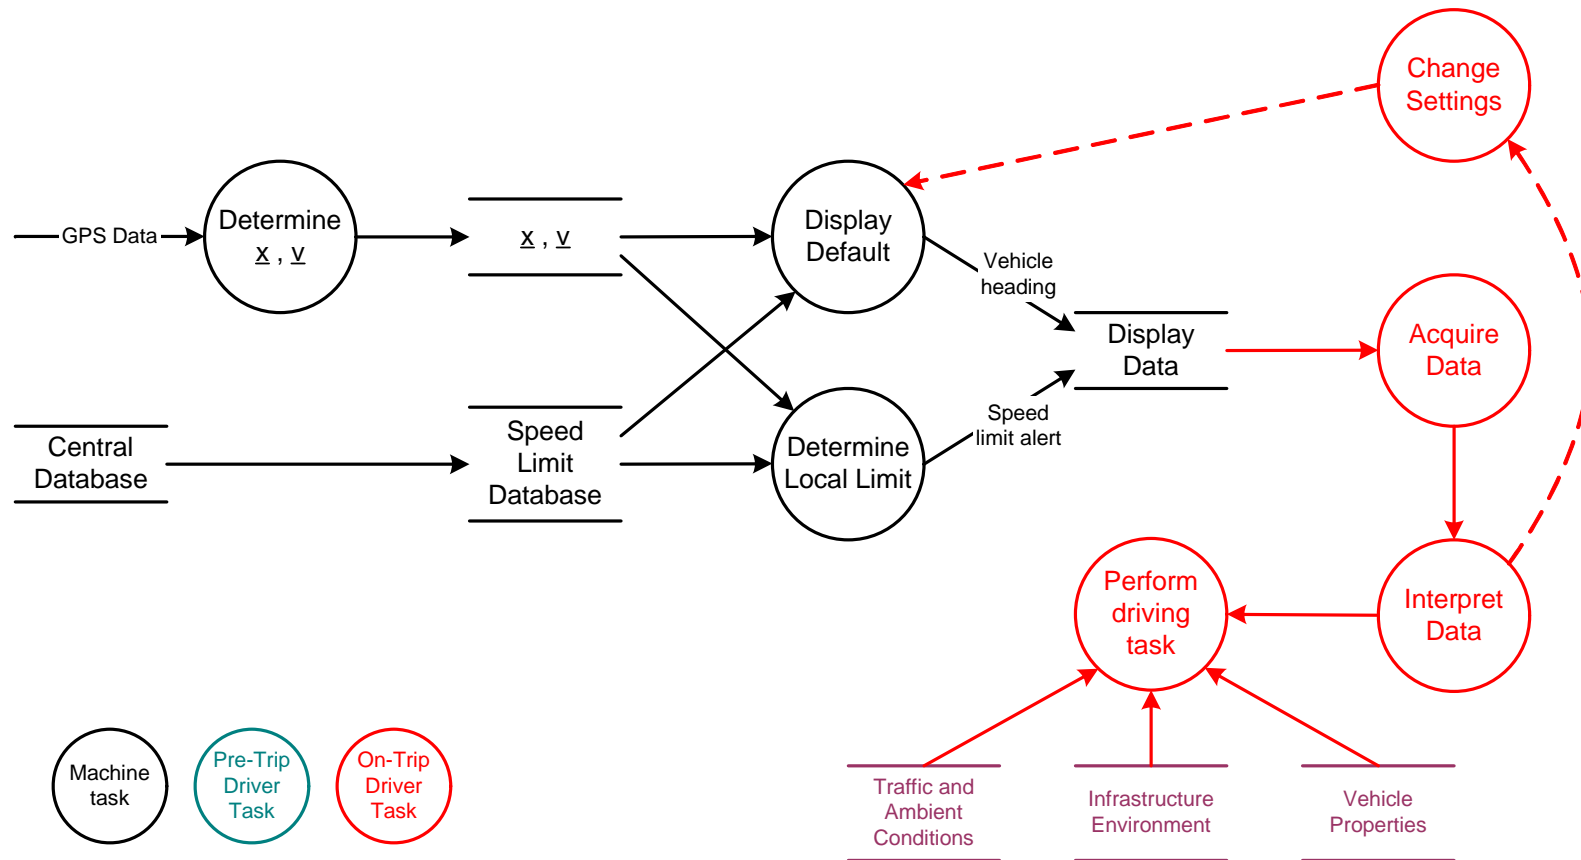 Change
Settings
GPS Data
Determine
x , v
x , v
Display
Default
Vehicle
heading
Display
Data
Acquire
Data
Central
Database
Speed
Limit
Database
Determine
Local Limit
Speed
limit alert
Perform
driving
task
Interpret
Data
Machine
task
Pre-Trip
Driver
Task
On-Trip
Driver
Task
Traffic and
Ambient
Conditions
Infrastructure
Environment
Vehicle
Properties